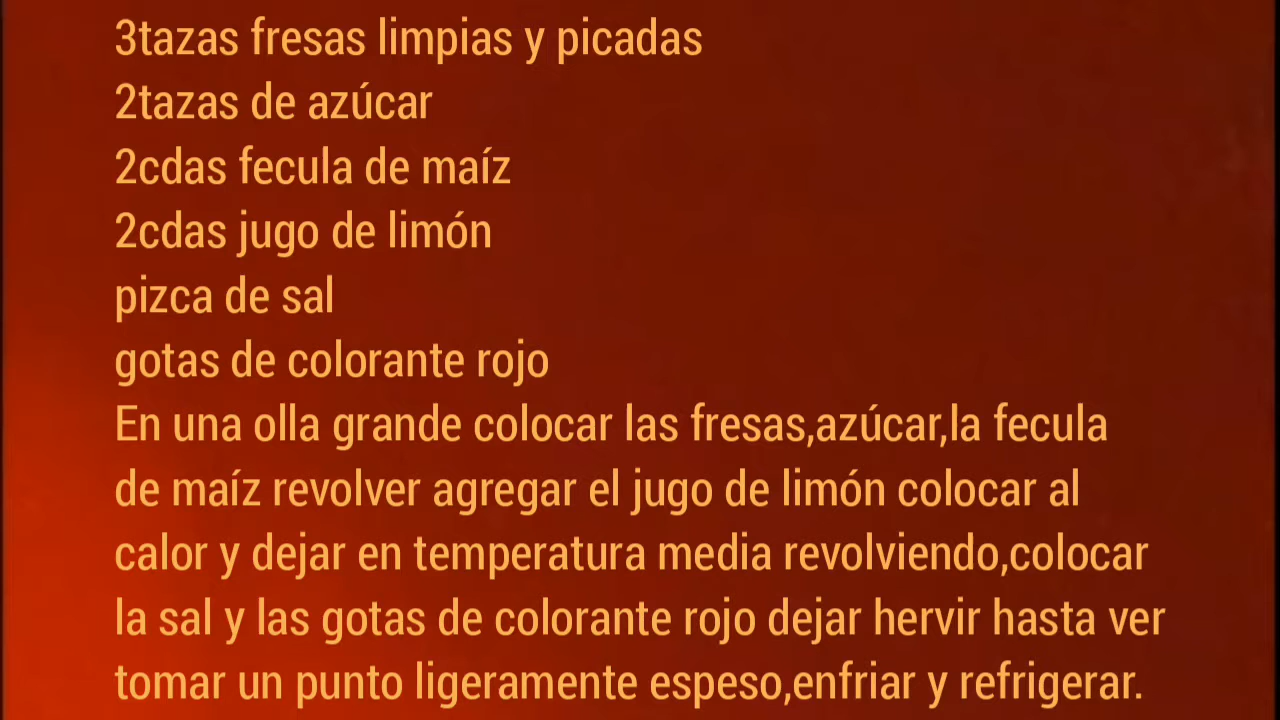 3tazas fresas limpias y picadas
2tazas de azúcar
2cdas fecula de maíz
2cdas jugo de limón
pizca de sal
gotas de colorante rojo
En una olla grande colocar las fresas,azúcar,la fecula
de maíz revolver agregar el jugo de limón colocar al
calor y dejar en temperatura media revolviendo,colocar
la sal y las gotas de colorante rojo dejar hervir hasta ver
tomar un punto ligeramente espeso,enfriar y refrigerar.